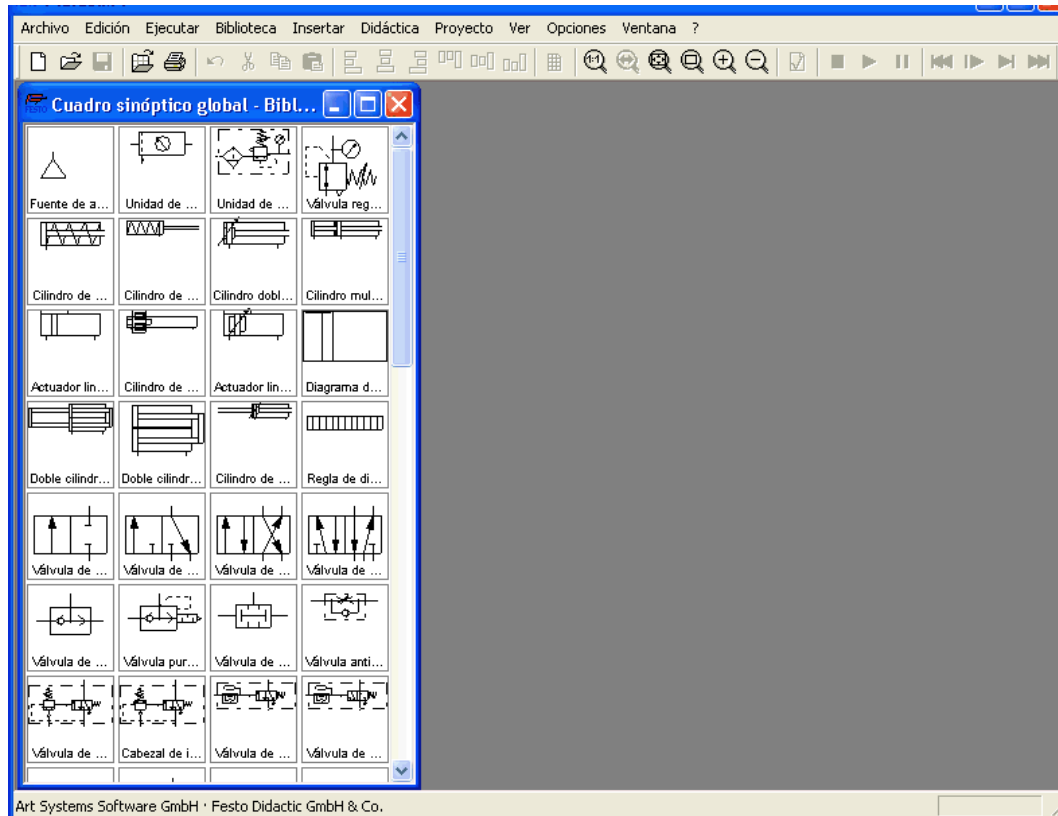 Archivo Edición Ejecutar Biblioteca Insertar Didáctica Proyecto Ver Opciones Ventana ?
1:1
FESTO Cuadro sinóptico global - Bibl...
Fuente de a... Unidad de ... Unidad de ... Válvula reg...
Cilindro de ... Cilindro de ... Cilindro dobl... Cilindro mul...
Actuador lin... Cilindro de ... Actuador lin... Diagrama d...
Doble cilindr... Doble cilindr... Cilindro de ... Regla de di...
Válvula de ... Válvula de ... Válvula de ... Válvula de ...
Válvula de ... Válvula pur... Válvula de ... Válvula anti...
Válvula de ... Cabezal de i... Válvula de ... Válvula de ...
Art Systems Software GmbH · Festo Didactic GmbH & Co.